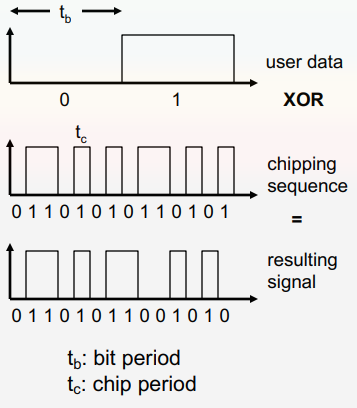 t_b
user data
0 1 XOR
t_c
chipping
sequence
0 1 1 0 1 0 1 0 1 1 0 1 0 1 =
resulting
signal
0 1 1 0 1 0 1 1 0 0 1 0 1 0
t_b: bit period
t_c: chip period